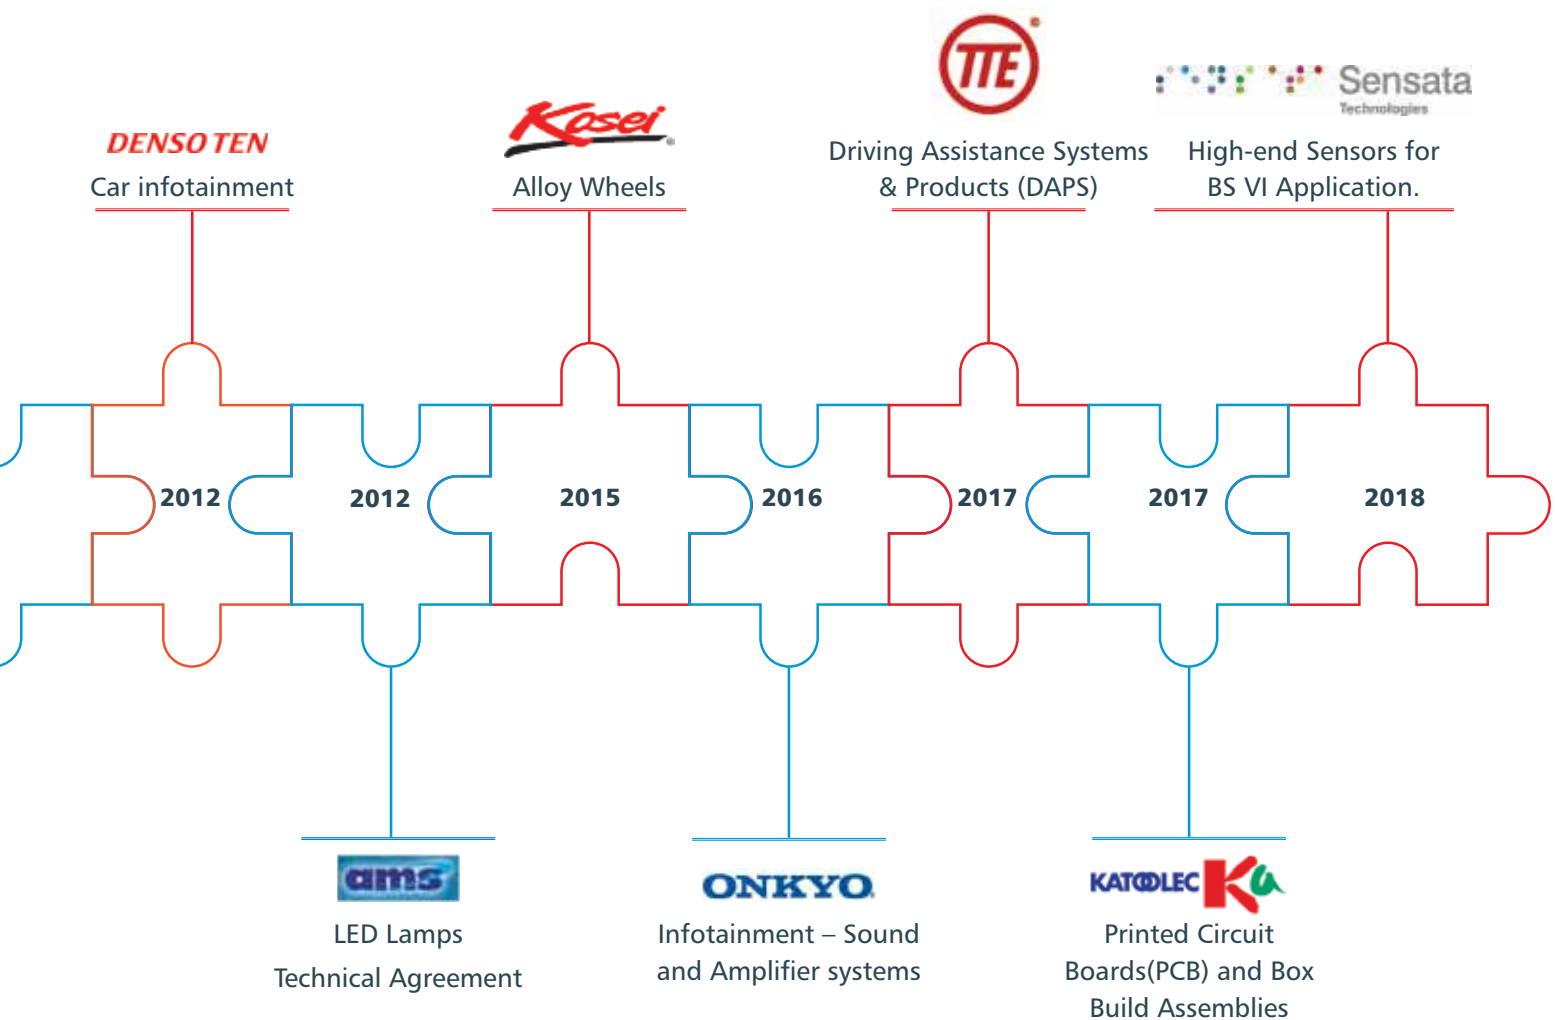 DENSO TEN
Car infotainment
Kosei
Alloy Wheels
TTE
Driving Assistance Systems
& Products (DAPS)
Sensata
Technologies
High-end Sensors for
BS VI Application.
2012
2012
2015
2016
2017
2017
2018
ams
LED Lamps
Technical Agreement
ONKYO
Infotainment – Sound
and Amplifier systems
KATOLEC Ka
Printed Circuit
Boards(PCB) and Box
Build Assemblies